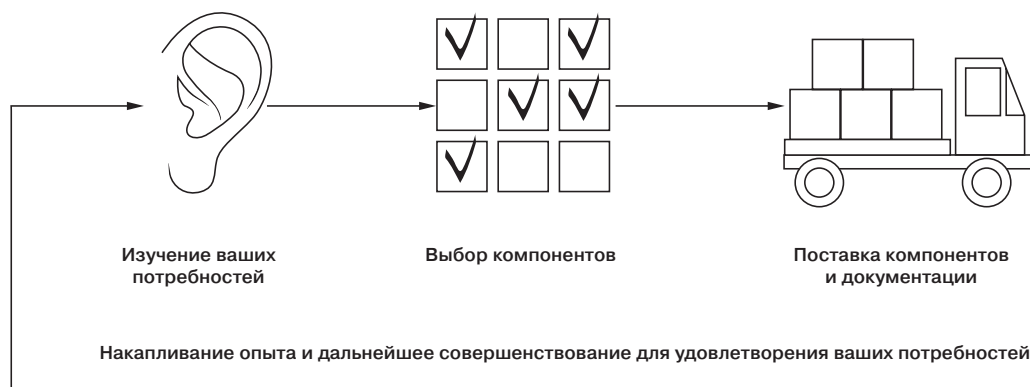 Изучение ваших
потребностей
Выбор компонентов
Поставка компонентов
и документации
Накапливание опыта и дальнейшее совершенствование для удовлетворения ваших потребностей